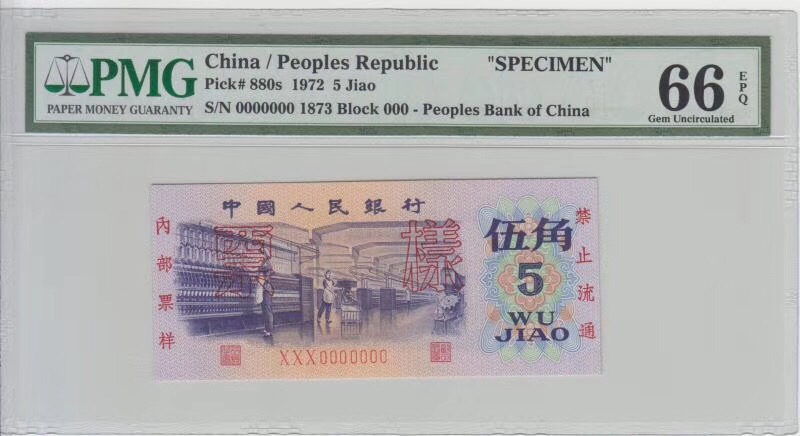 PMG
PAPER MONEY GUARANTY
China / Peoples Republic "SPECIMEN"
Pick# 880s 1972 5 Jiao
S/N 0000000 1873 Block 000 - Peoples Bank of China
66 EPQ
Gem Uncirculated
中國人民銀行
內部票样
票樣
伍角
5
WU
JIAO
禁止流通
XXX0000000